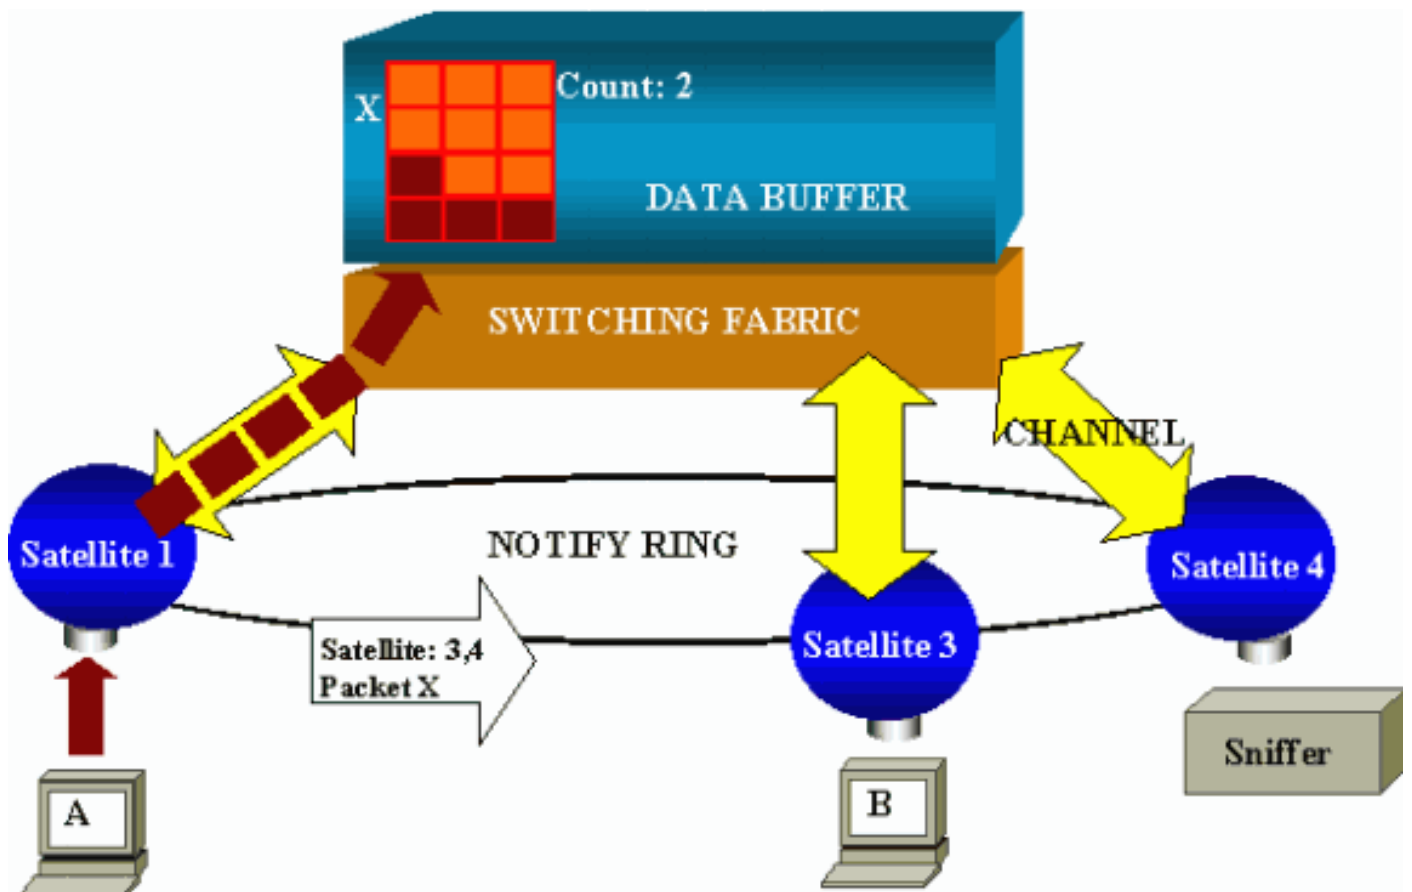 X
Count: 2
DATA BUFFER
SWITCHING FABRIC
CHANNEL
NOTIFY RING
Satellite 1
Satellite 4
Satellite: 3,4
Packet X
Satellite 3
Sniffer
A
B